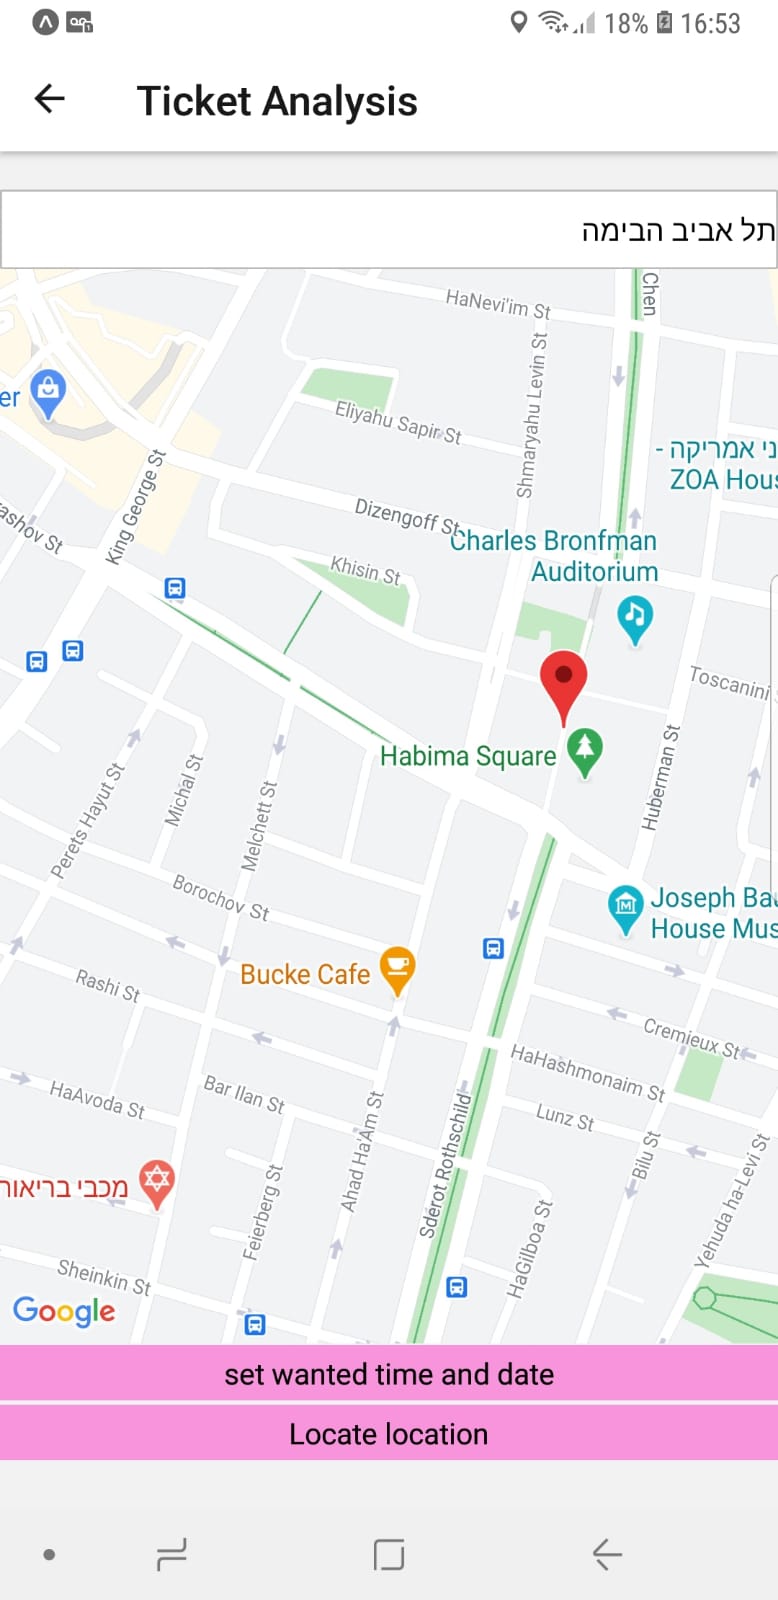 18% 16:53
Ticket Analysis
תל אביב הבימה
Chen
HaNevi'im St
Shmaryahu Levin St
er
Eliyahu Sapir St
ני אמריקה -
ZOA Hous
King George St
ashov St
Dizengoff St
Charles Bronfman
Auditorium
Khisin St
Toscanini
Habima Square
Huberman St
Perets Hayut St
Michal St
Melchett St
Borochov St
Joseph Ba
House Mus
Bucke Cafe
Rashi St
Cremieux St
HaHashmonaim St
HaAvoda St
Bar Ilan St
Lunz St
Ahad Ha'Am St
Sderot Rothschild
Bilu St
Yehuda ha-Levi St
מכבי בריאור
Feierberg St
HaGilboa St
Sheinkin St
Google
set wanted time and date
Locate location